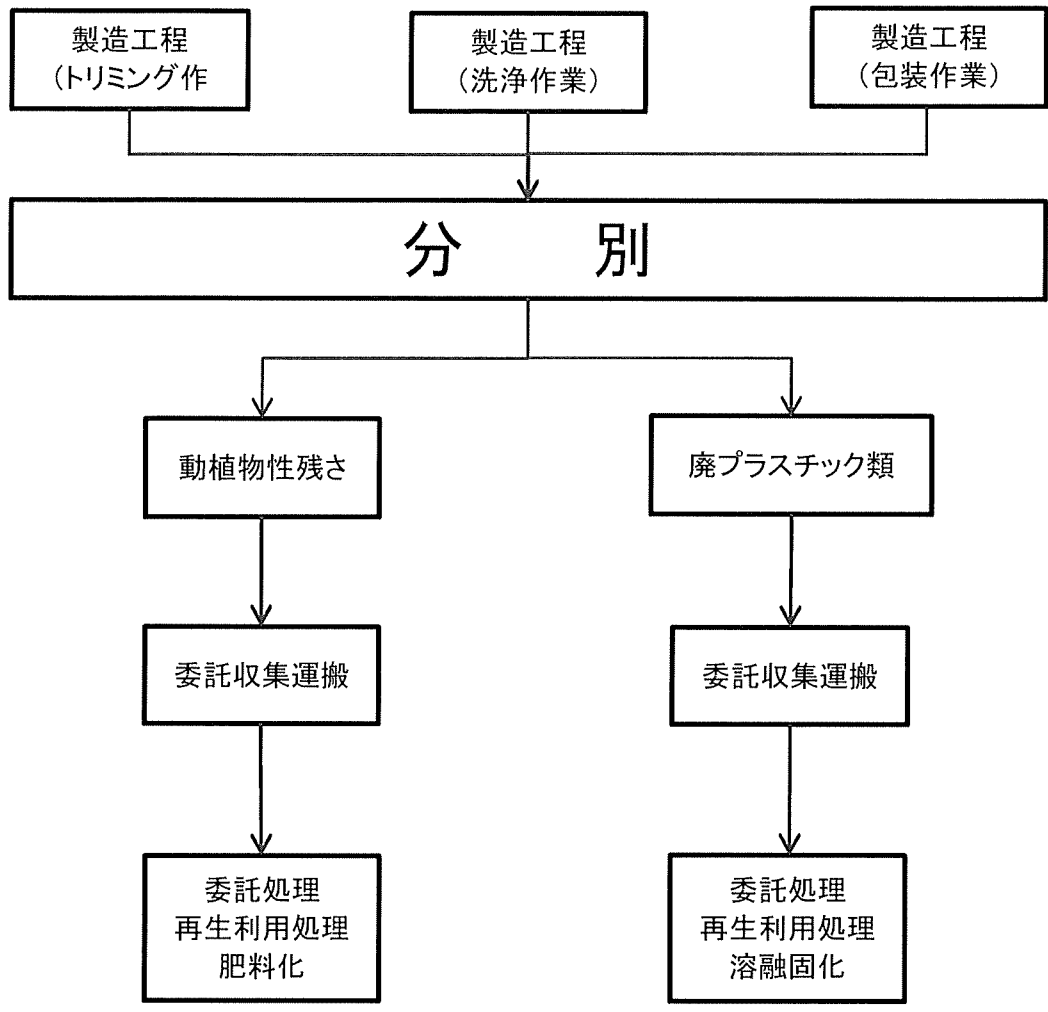 製造工程
（トリミング作
製造工程
（洗浄作業）
製造工程
（包装作業）
分　別
動植物性残さ
廃プラスチック類
委託収集運搬
委託収集運搬
委託処理
再生利用処理
肥料化
委託処理
再生利用処理
溶融固化